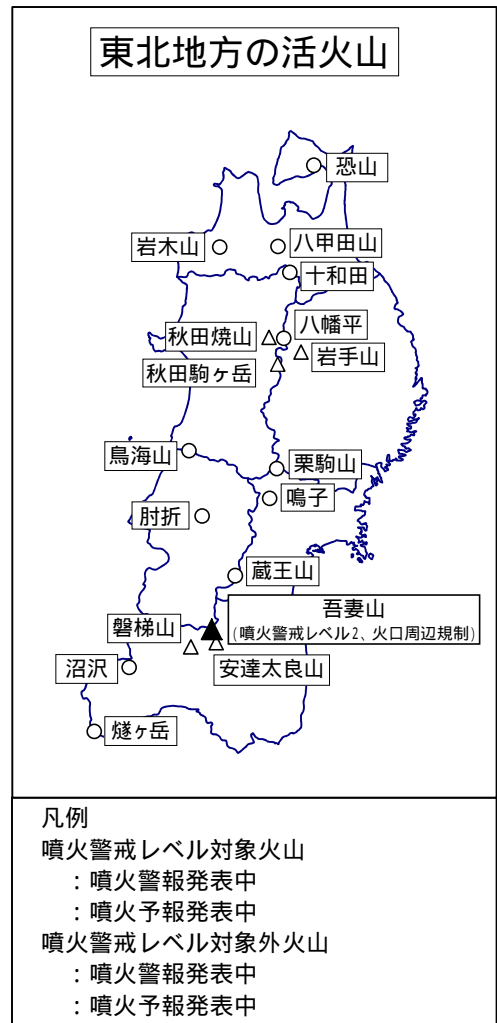 東北地方の活火山
恐山
岩木山
八甲田山
十和田
秋田焼山
八幡平
岩手山
秋田駒ヶ岳
鳥海山
栗駒山
鳴子
肘折
蔵王山
吾妻山
(噴火警戒レベル2、火口周辺規制)
磐梯山
安達太良山
沼沢
燧ヶ岳
凡例
噴火警戒レベル対象火山
：噴火警報発表中
：噴火予報発表中
噴火警戒レベル対象外火山
：噴火警報発表中
：噴火予報発表中